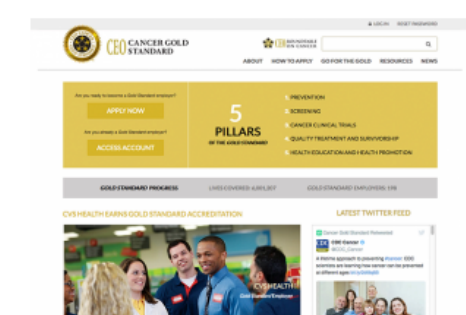 LOG IN RESET PASSWORD
CEO CANCER GOLD
STANDARD
CEO ROUNDTABLE
ON CANCER
ABOUT HOW TO APPLY GO FOR THE GOLD RESOURCES NEWS
Are you ready to become a Gold Standard employer?
APPLY NOW
Are you already a Gold Standard employer?
ACCESS ACCOUNT
5
PILLARS
OF THE GOLD STANDARD
PREVENTION
SCREENING
CANCER CLINICAL TRIALS
QUALITY TREATMENT AND SURVIVORSHIP
HEALTH EDUCATION AND HEALTH PROMOTION
GOLD STANDARD PROGRESS LIVES COVERED: GOLD STANDARD EMPLOYERS:
CVS HEALTH EARNS GOLD STANDARD ACCREDITATION
CVS HEALTH
Gold Standard Employer
LATEST TWITTER FEED
Cancer Gold Standard Retweeted
CDC Cancer
@CDC_Cancer
A lifetime approach to preventing #cancer: CDC
scientists are learning how cancer can be prevented
at different ages